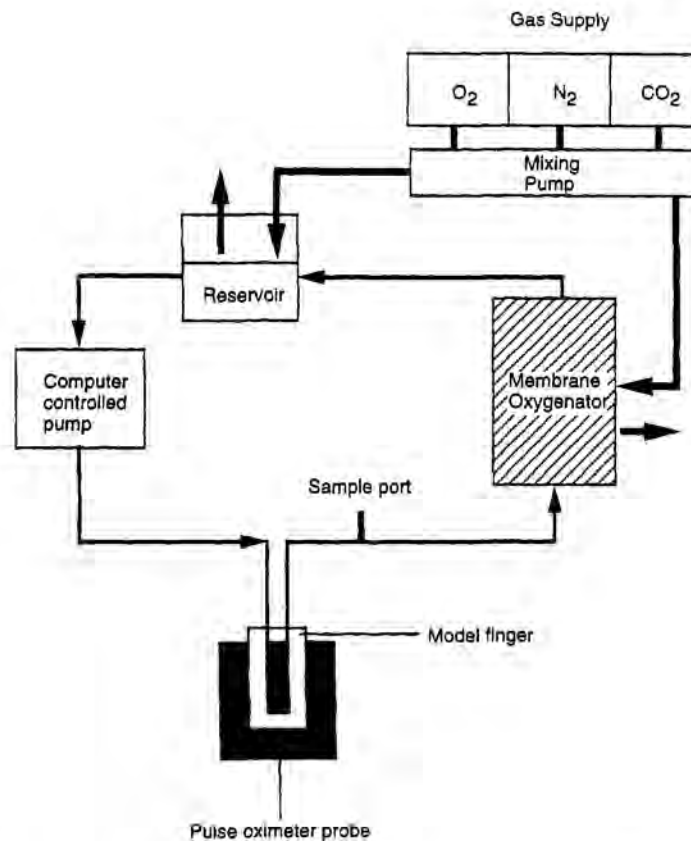 Gas Supply
O₂ N₂ CO₂
Mixing
Pump
Reservoir
Computer
controlled
pump
Membrane
Oxygenator
Sample port
Model finger
Pulse oximeter probe